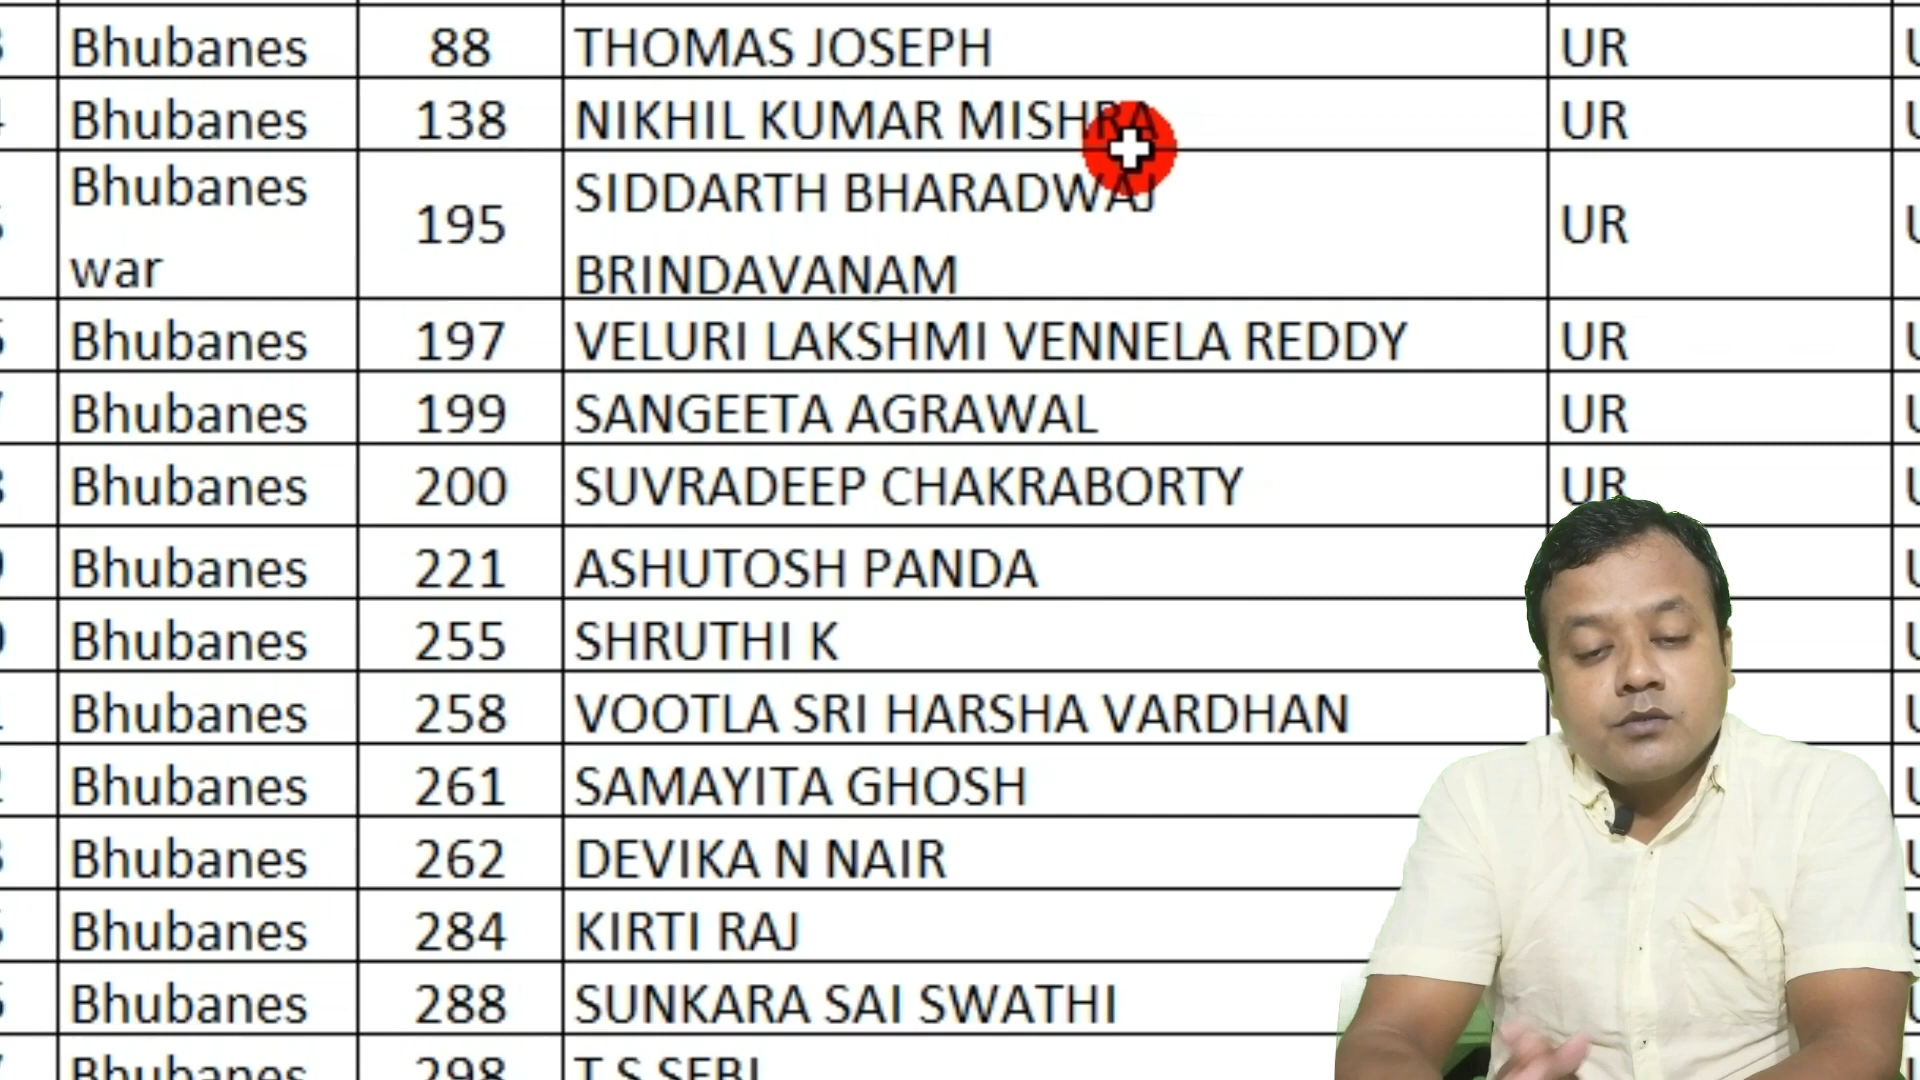 Bhubanes 88 THOMAS JOSEPH UR
Bhubanes 138 NIKHIL KUMAR MISHRA UR
Bhubanes
war 195 SIDDARTH BHARADWAJ UR
BRINDAVANAM
Bhubanes 197 VELURI LAKSHMI VENNELA REDDY UR
Bhubanes 199 SANGEETA AGRAWAL UR
Bhubanes 200 SUVRADEEP CHAKRABORTY UR
Bhubanes 221 ASHUTOSH PANDA
Bhubanes 255 SHRUTHI K
Bhubanes 258 VOOTLA SRI HARSHA VARDHAN
Bhubanes 261 SAMAYITA GHOSH
Bhubanes 262 DEVIKA N NAIR
Bhubanes 284 KIRTI RAJ
Bhubanes 288 SUNKARA SAI SWATHI
Bhubanes 298 T S SEBI